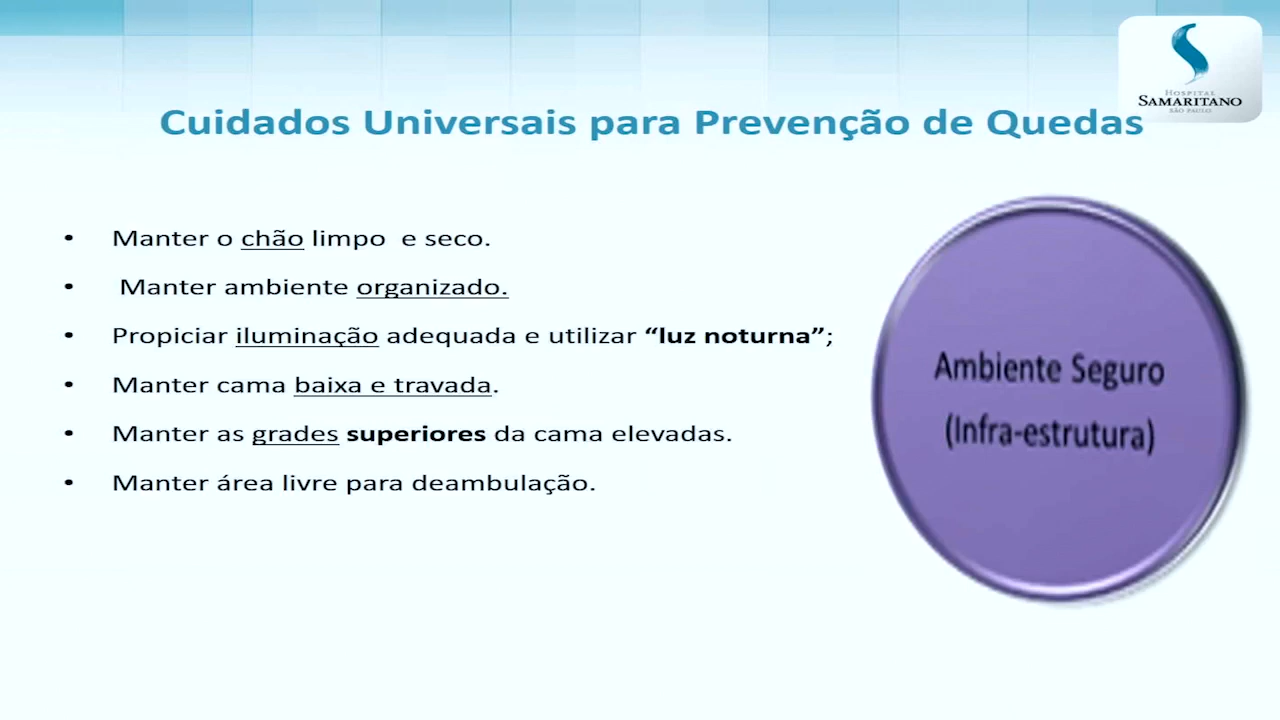 HOSPITAL
SAMARITANO
SÃO PAULO
Cuidados Universais para Prevenção de Quedas
• Manter o chão limpo e seco.
• Manter ambiente organizado.
• Propiciar iluminação adequada e utilizar “luz noturna”;
• Manter cama baixa e travada.
• Manter as grades superiores da cama elevadas.
• Manter área livre para deambulação.
Ambiente Seguro
(Infra-estrutura)